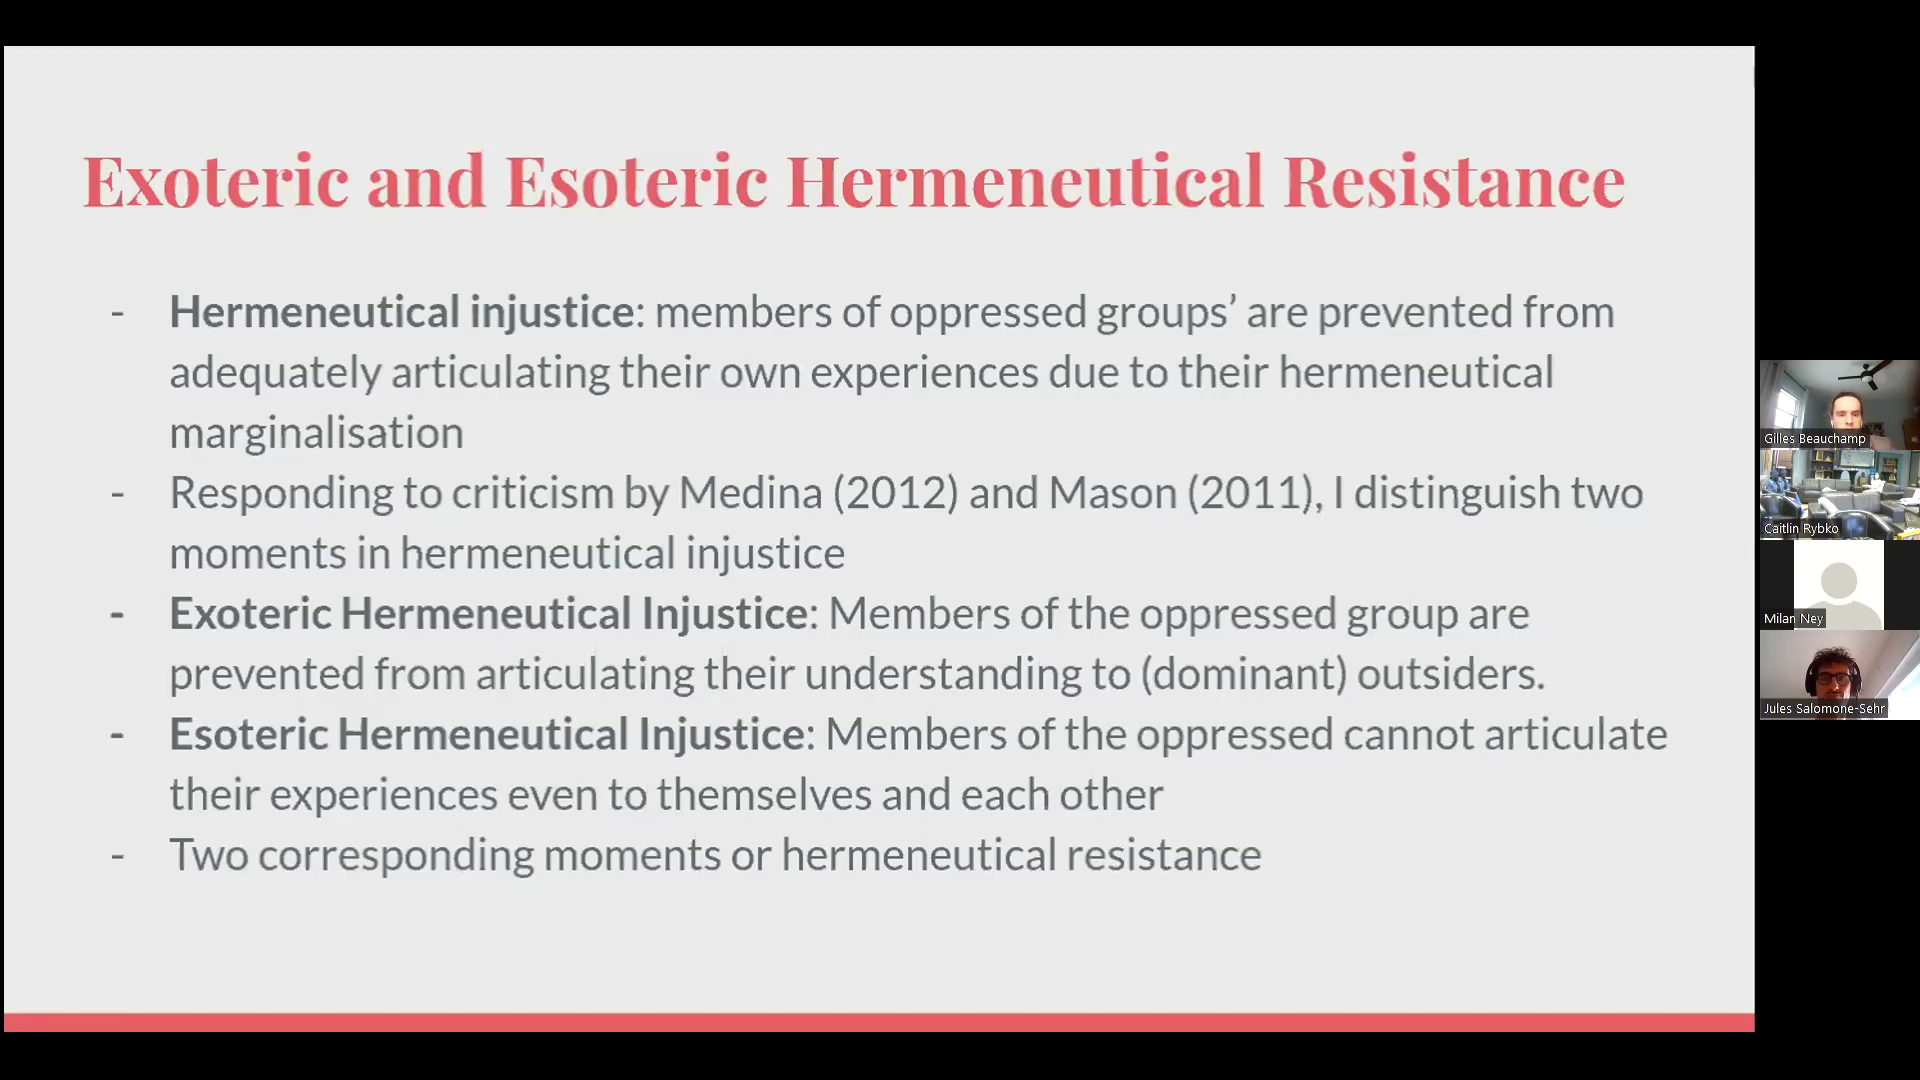 Exoteric and Esoteric Hermeneutical Resistance
- Hermeneutical injustice: members of oppressed groups’ are prevented from
adequately articulating their own experiences due to their hermeneutical
marginalisation
- Responding to criticism by Medina (2012) and Mason (2011), I distinguish two
moments in hermeneutical injustice
- Exoteric Hermeneutical Injustice: Members of the oppressed group are
prevented from articulating their understanding to (dominant) outsiders.
- Esoteric Hermeneutical Injustice: Members of the oppressed cannot articulate
their experiences even to themselves and each other
- Two corresponding moments or hermeneutical resistance
Gilles Beauchamp
Caitlin Rybko
Milan Ney
Jules Salomone-Sehr